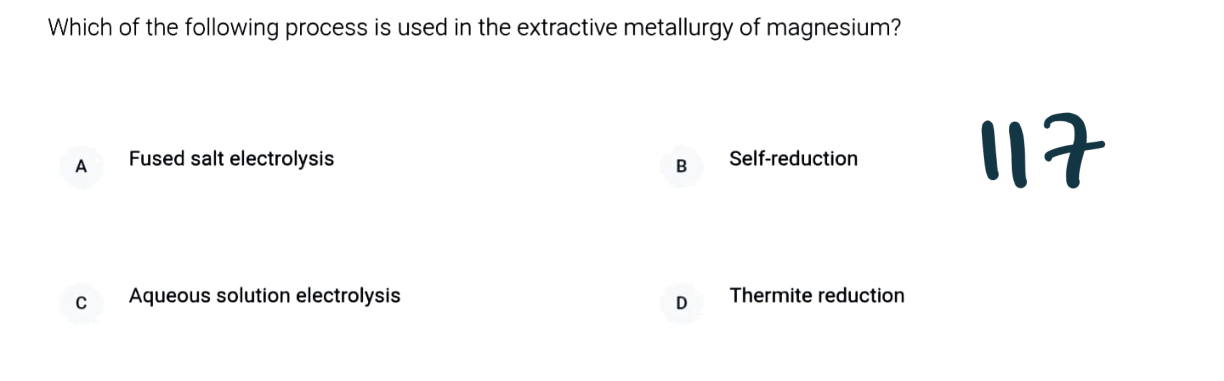 Which of the following process is used in the extractive metallurgy of magnesium?
117
A Fused salt electrolysis
B Self-reduction
C Aqueous solution electrolysis
D Thermite reduction